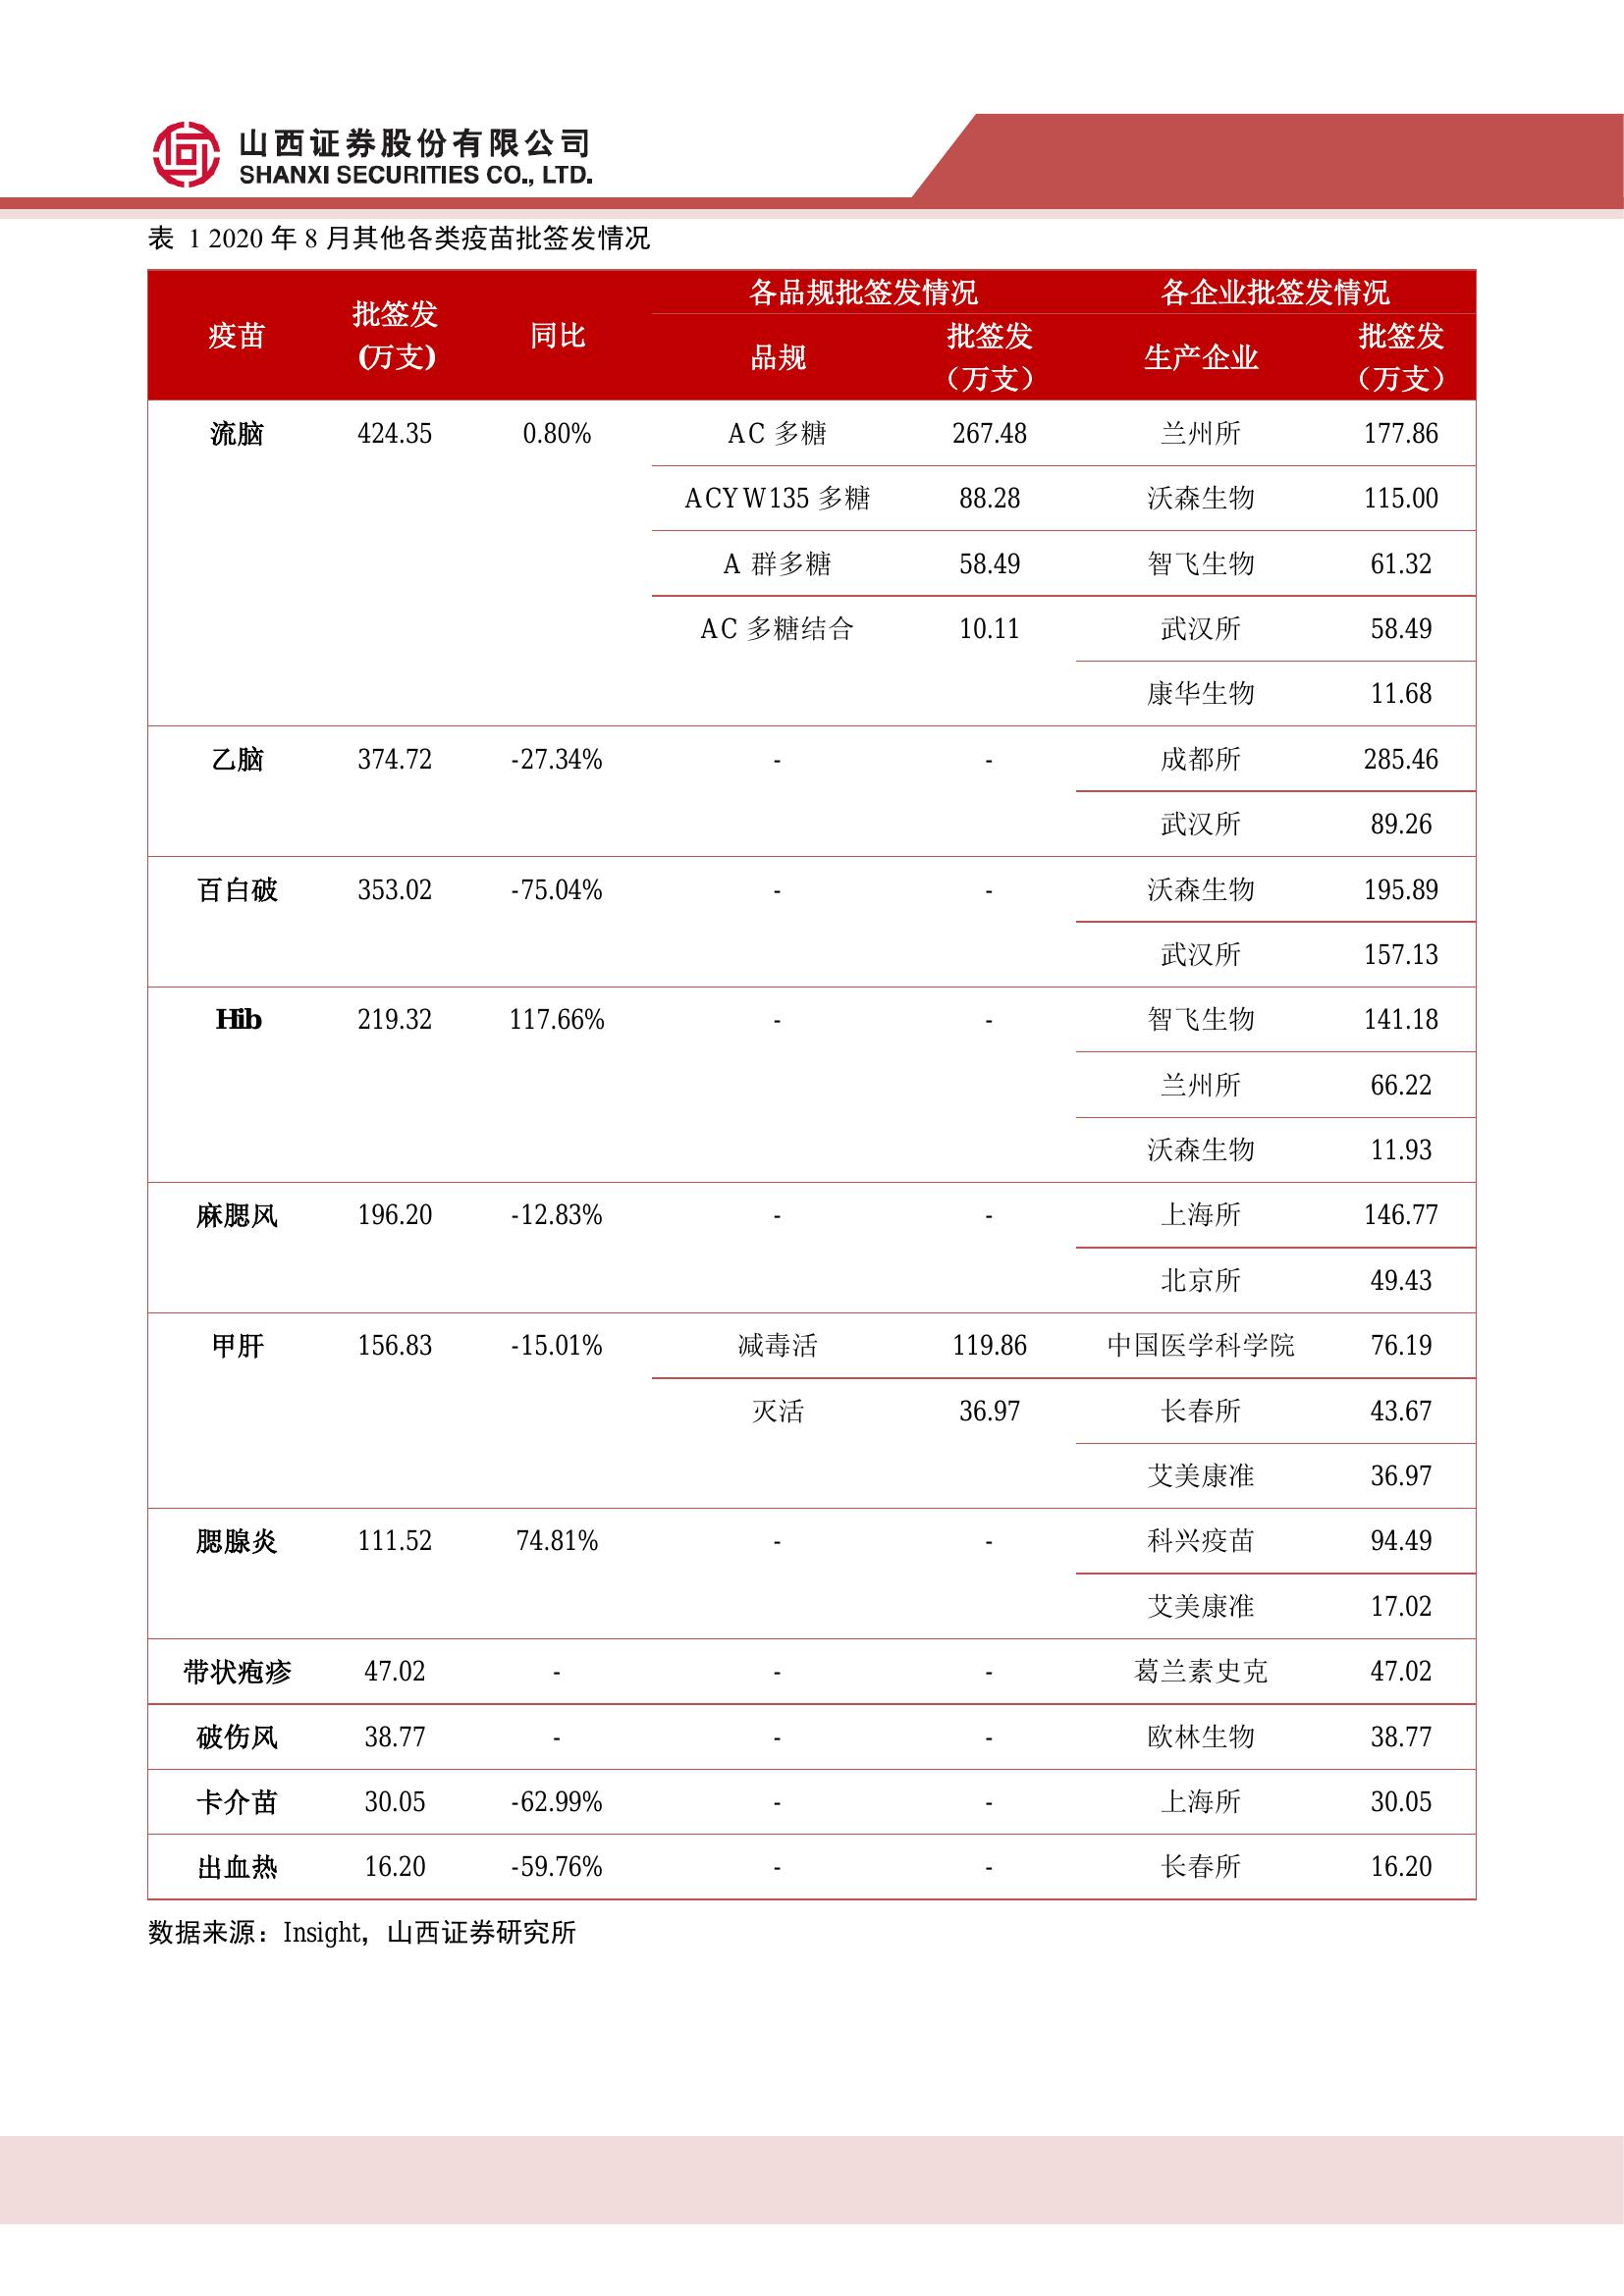 山西证券股份有限公司
SHANXI SECURITIES CO., LTD.
表 1 2020 年 8 月其他各类疫苗批签发情况
疫苗 批签发(万支) 同比 各品规批签发情况 各企业批签发情况
品规 批签发（万支） 生产企业 批签发（万支）
流脑 424.35 0.80% AC 多糖 267.48 兰州所 177.86
ACYW135 多糖 88.28 沃森生物 115.00
A 群多糖 58.49 智飞生物 61.32
AC 多糖结合 10.11 武汉所 58.49
康华生物 11.68
乙脑 374.72 -27.34% - - 成都所 285.46
武汉所 89.26
百白破 353.02 -75.04% - - 沃森生物 195.89
武汉所 157.13
Hib 219.32 117.66% - - 智飞生物 141.18
兰州所 66.22
沃森生物 11.93
麻腮风 196.20 -12.83% - - 上海所 146.77
北京所 49.43
甲肝 156.83 -15.01% 减毒活 119.86 中国医学科学院 76.19
灭活 36.97 长春所 43.67
艾美康准 36.97
腮腺炎 111.52 74.81% - - 科兴疫苗 94.49
艾美康准 17.02
带状疱疹 47.02 - - - 葛兰素史克 47.02
破伤风 38.77 - - - 欧林生物 38.77
卡介苗 30.05 -62.99% - - 上海所 30.05
出血热 16.20 -59.76% - - 长春所 16.20
数据来源：Insight，山西证券研究所